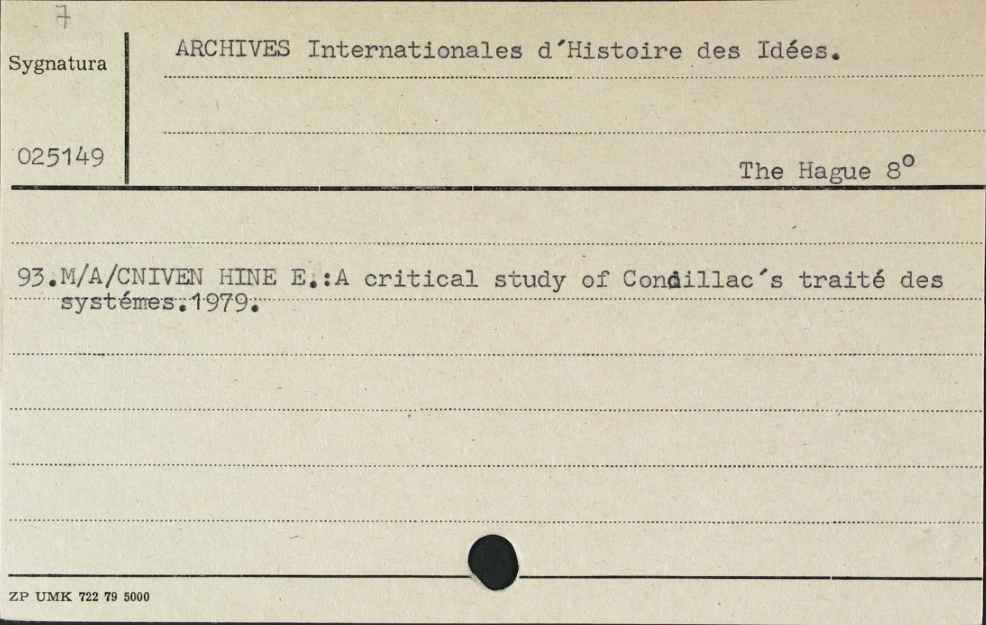 7
Sygnatura
ARCHIVES Internationales d´Histoire des Idées.
025149
The Hague 8º
93.M/A/CNIVEN HINE E.:A critical study of Condillac´s traité des
systémes.1979.
ZP UMK 722 79 5000